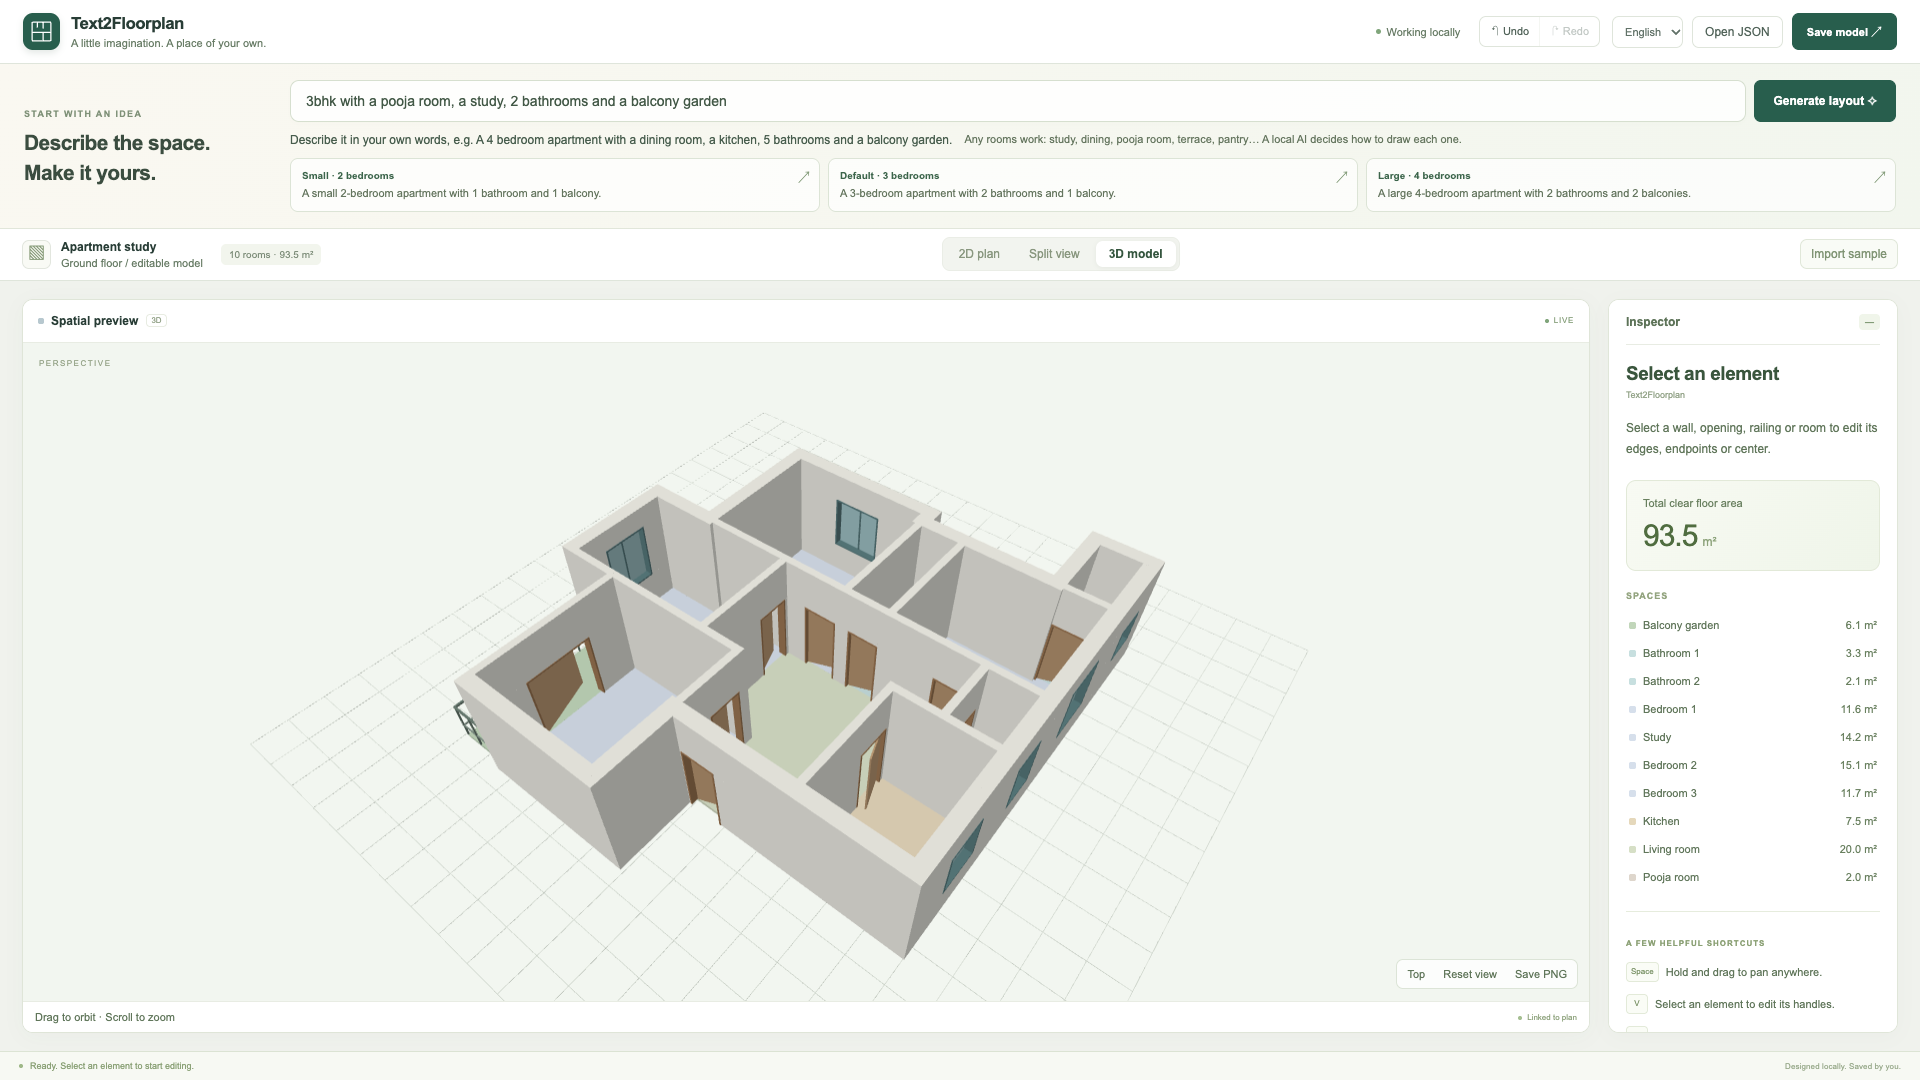 Text2Floorplan
A little imagination. A place of your own.
Working locally
Undo
Redo
English
Open JSON
Save model
START WITH AN IDEA
Describe the space.
Make it yours.
3bhk with a pooja room, a study, 2 bathrooms and a balcony garden
Generate layout
Describe it in your own words, e.g. A 4 bedroom apartment with a dining room, a kitchen, 5 bathrooms and a balcony garden.
Any rooms work: study, dining, pooja room, terrace, pantry… A local AI decides how to draw each one.
Small · 2 bedrooms
A small 2-bedroom apartment with 1 bathroom and 1 balcony.
Default · 3 bedrooms
A 3-bedroom apartment with 2 bathrooms and 1 balcony.
Large · 4 bedrooms
A large 4-bedroom apartment with 2 bathrooms and 2 balconies.
Apartment study
Ground floor / editable model
10 rooms · 93.5 m²
2D plan
Split view
3D model
Import sample
Spatial preview
3D
LIVE
PERSPECTIVE
Top
Reset view
Save PNG
Drag to orbit · Scroll to zoom
Linked to plan
Inspector
Select an element
Text2Floorplan
Select a wall, opening, railing or room to edit its
edges, endpoints or center.
Total clear floor area
93.5 m²
SPACES
Balcony garden 6.1 m²
Bathroom 1 3.3 m²
Bathroom 2 2.1 m²
Bedroom 1 11.6 m²
Study 14.2 m²
Bedroom 2 15.1 m²
Bedroom 3 11.7 m²
Kitchen 7.5 m²
Living room 20.0 m²
Pooja room 2.0 m²
A FEW HELPFUL SHORTCUTS
Space Hold and drag to pan anywhere.
V Select an element to edit its handles.
Ready. Select an element to start editing.
Designed locally. Saved by you.